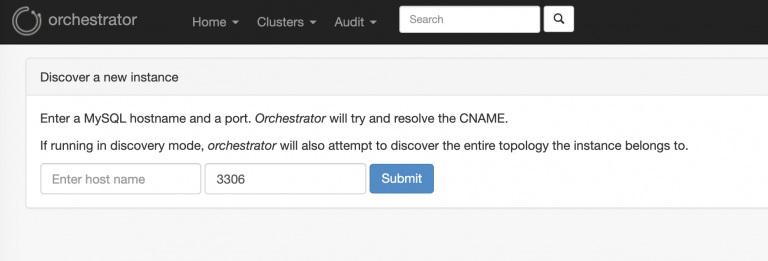 orchestrator Home Clusters Audit Search
Discover a new instance
Enter a MySQL hostname and a port. Orchestrator will try and resolve the CNAME.
If running in discovery mode, orchestrator will also attempt to discover the entire topology the instance belongs to.
Enter host name 3306 Submit